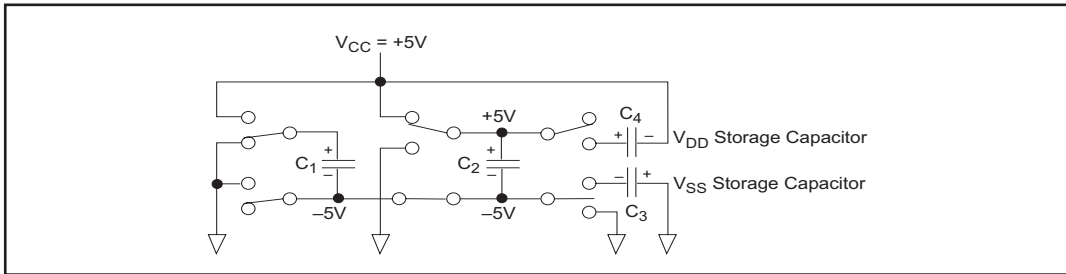 VCC = +5V
+5V
C4
+ –
VDD Storage Capacitor
+
C1
–
+
C2
–
– +
VSS Storage Capacitor
–5V
–5V
C3